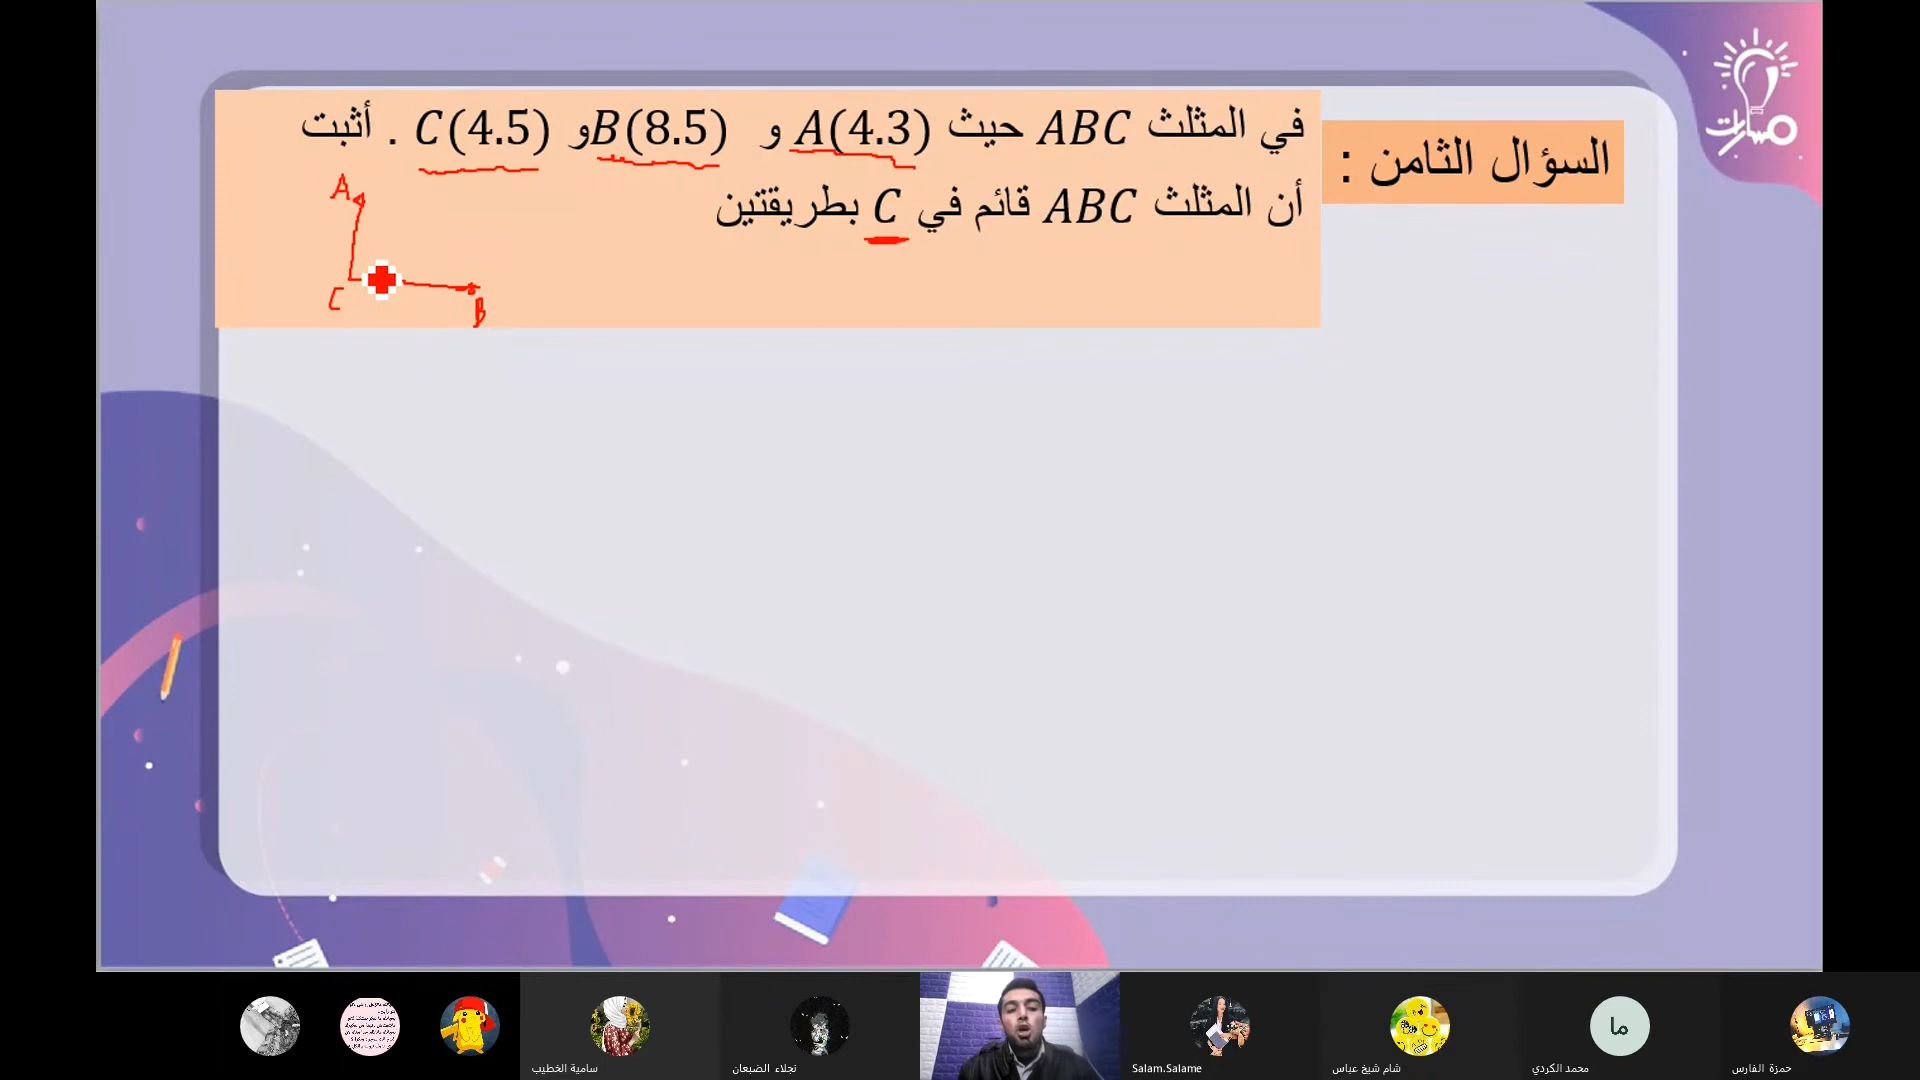 مسارات
السؤال الثامن :
في المثلث ABC حيث A(4.3) و B(8.5) و C(4.5) . أثبت
أن المثلث ABC قائم في C بطريقتين
A
C
B
سامية الخطيب
نجلاء الضبعان
Salam.Salame
شام شيخ عباس
ما
محمد الكردي
حمزة الفارس